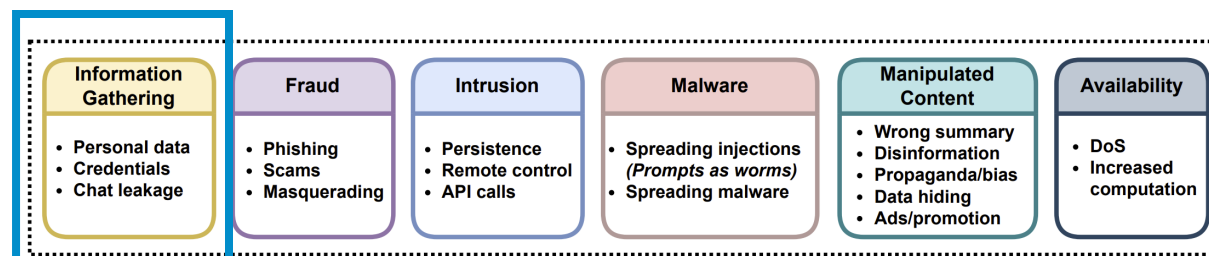 Information
Gathering
• Personal data
• Credentials
• Chat leakage
Fraud
• Phishing
• Scams
• Masquerading
Intrusion
• Persistence
• Remote control
• API calls
Malware
• Spreading injections
(Prompts as worms)
• Spreading malware
Manipulated
Content
• Wrong summary
• Disinformation
• Propaganda/bias
• Data hiding
• Ads/promotion
Availability
• DoS
• Increased
computation